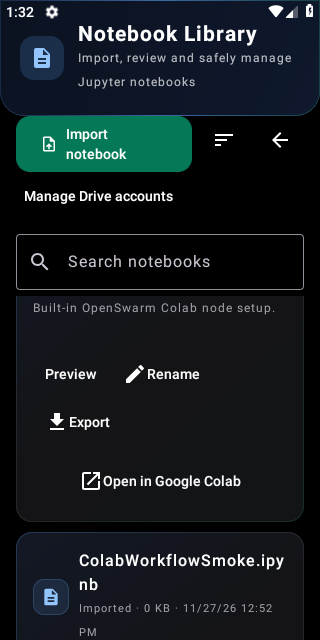 1:32
Notebook Library
Import, review and safely manage
Jupyter notebooks
Import
notebook
Manage Drive accounts
Search notebooks
Built-in OpenSwarm Colab node setup.
Preview
Rename
Export
Open in Google Colab
ColabWorkflowSmoke.ipy
nb
Imported · 0 KB · 11/27/26 12:52
PM